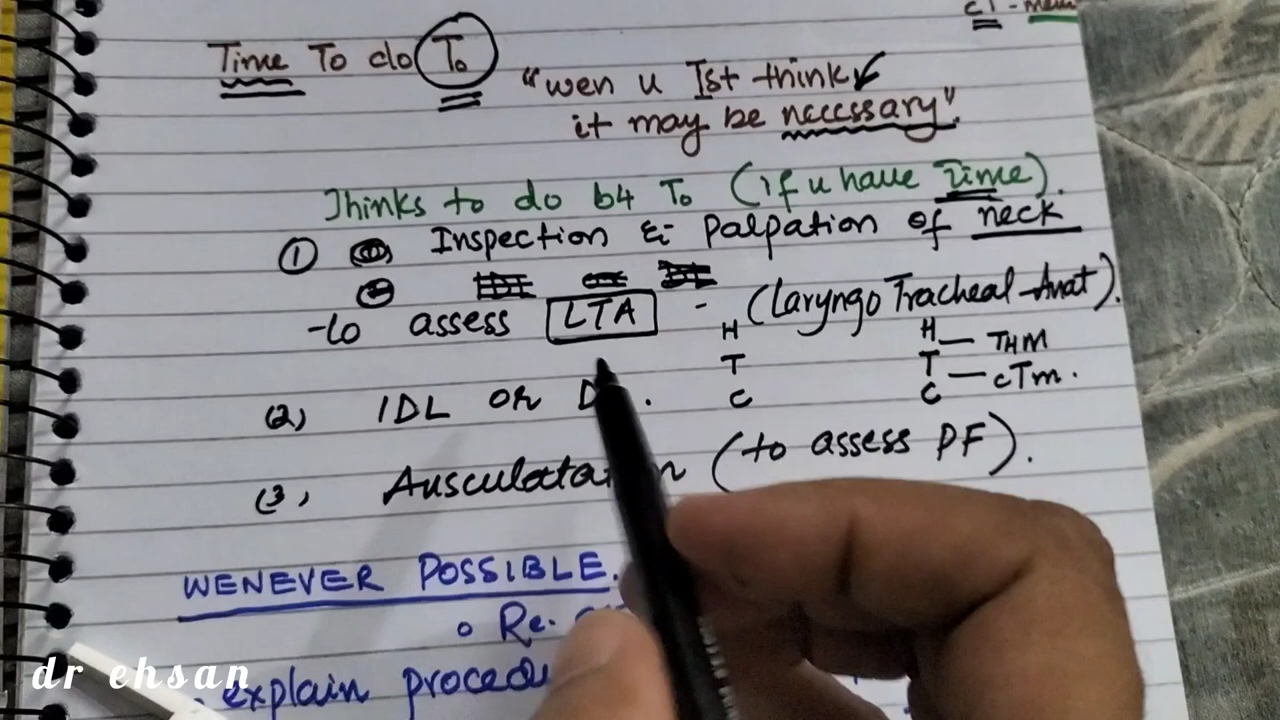 Time To do To
"wen u Ist think
it may be necessary"
Thinks to do b4 To (if u have Time).
① Inspection & Palpation of neck
-to assess LTA - (Laryngo Tracheal-Anat).
H
T
C
H — THM
T — CTM.
C
(2) IDL or
(3) (to assess PF).
WENEVER POSSIBLE.
o Re.
explain
dr ehsan